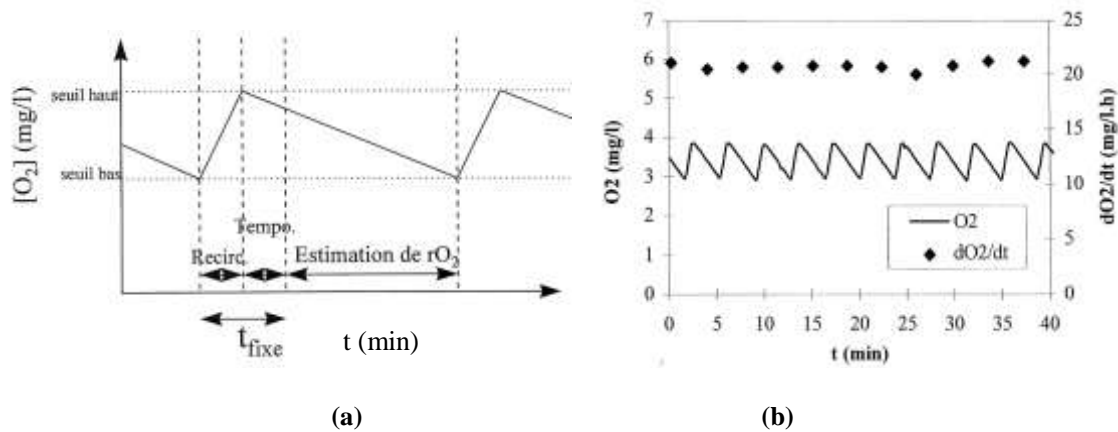 [O₂] (mg/l)
seuil haut
seuil bas
Tempo.
Recirc.
Estimation de rO₂
t_fixe
t (min)
(a)
O2 (mg/l)
7
6
5
4
3
2
1
0
25
20
15
10
5
0
dO2/dt (mg/l.h)
O2
dO2/dt
0 5 10 15 20 25 30 35 40
t (min)
(b)